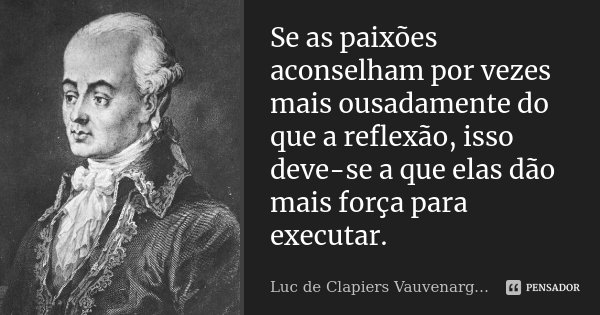 Se as paixões
aconselham por vezes
mais ousadamente do
que a reflexão, isso
deve-se a que elas dão
mais força para
executar.
Luc de Clapiers Vauvenarg...
PENSADOR